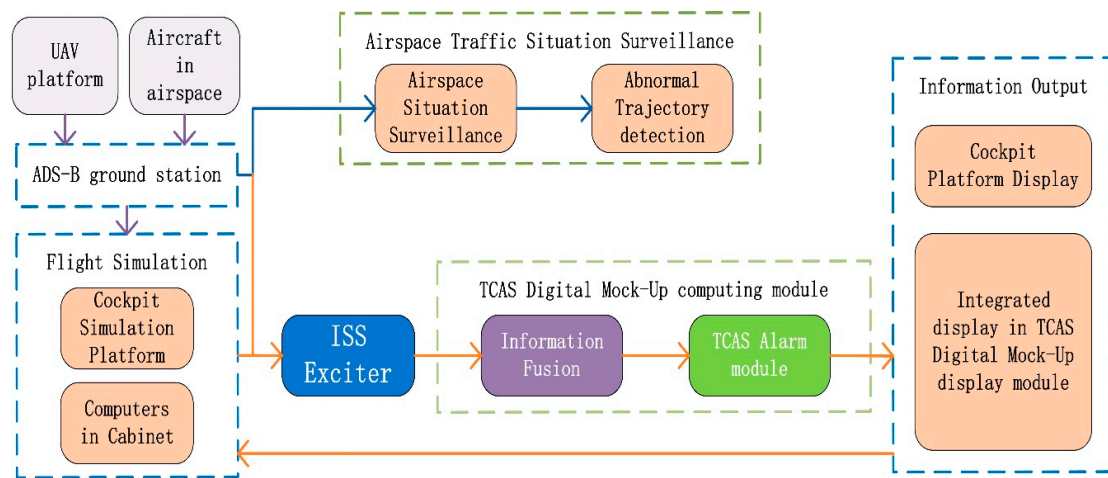 UAV
platform
Aircraft
in
airspace
ADS-B ground station
Flight Simulation
Cockpit
Simulation
Platform
Computers
in Cabinet
Airspace Traffic Situation Surveillance
Airspace
Situation
Surveillance
Abnormal
Trajectory
detection
ISS
Exciter
TCAS Digital Mock-Up computing module
Information
Fusion
TCAS Alarm
module
Information Output
Cockpit
Platform Display
Integrated
display in TCAS
Digital Mock-Up
display module